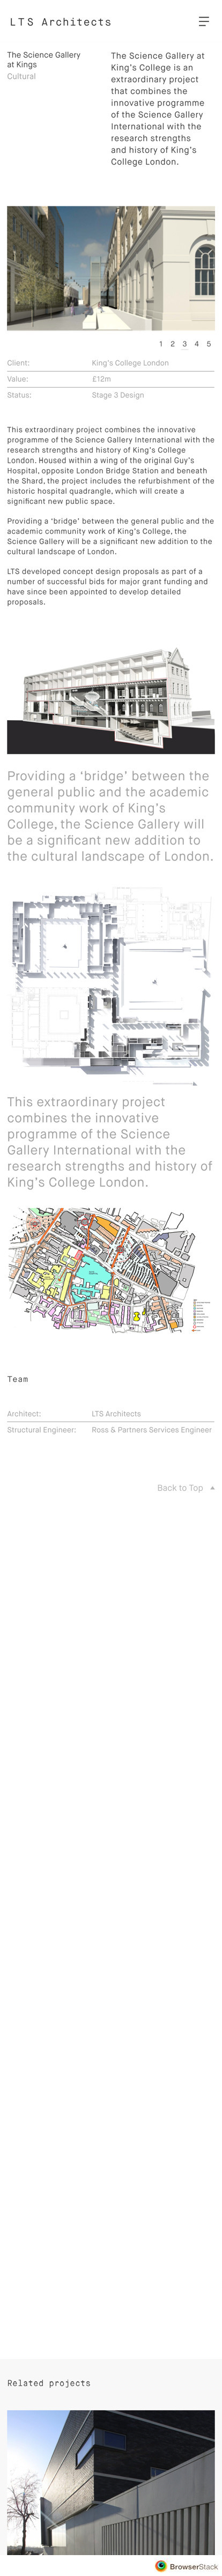 LTS Architects
The Science Gallery
at Kings
Cultural
The Science Gallery at
King's College is an
extraordinary project
that combines the
innovative programme
of the Science Gallery
International with the
research strengths
and history of King's
College London.
1 2 3 4 5
Client: King's College London
Value: £12m
Status: Stage 3 Design
This extraordinary project combines the innovative
programme of the Science Gallery International with the
research strengths and history of King's College
London. Housed within a wing of the original Guy's
Hospital, opposite London Bridge Station and beneath
the Shard, the project includes the refurbishment of the
historic hospital quadrangle, which will create a
significant new public space.
Providing a 'bridge' between the general public and the
academic community work of King's College, the
Science Gallery will be a significant new addition to the
cultural landscape of London.
LTS developed concept design proposals as part of a
number of successful bids for major grant funding and
have since been appointed to develop detailed
proposals.
Providing a 'bridge' between the
general public and the academic
community work of King's
College, the Science Gallery will
be a significant new addition to
the cultural landscape of London.
This extraordinary project
combines the innovative
programme of the Science
Gallery International with the
research strengths and history of
King's College London.
Team
Architect: LTS Architects
Structural Engineer: Ross & Partners Services Engineer
Back to Top
Related projects
BrowserStack